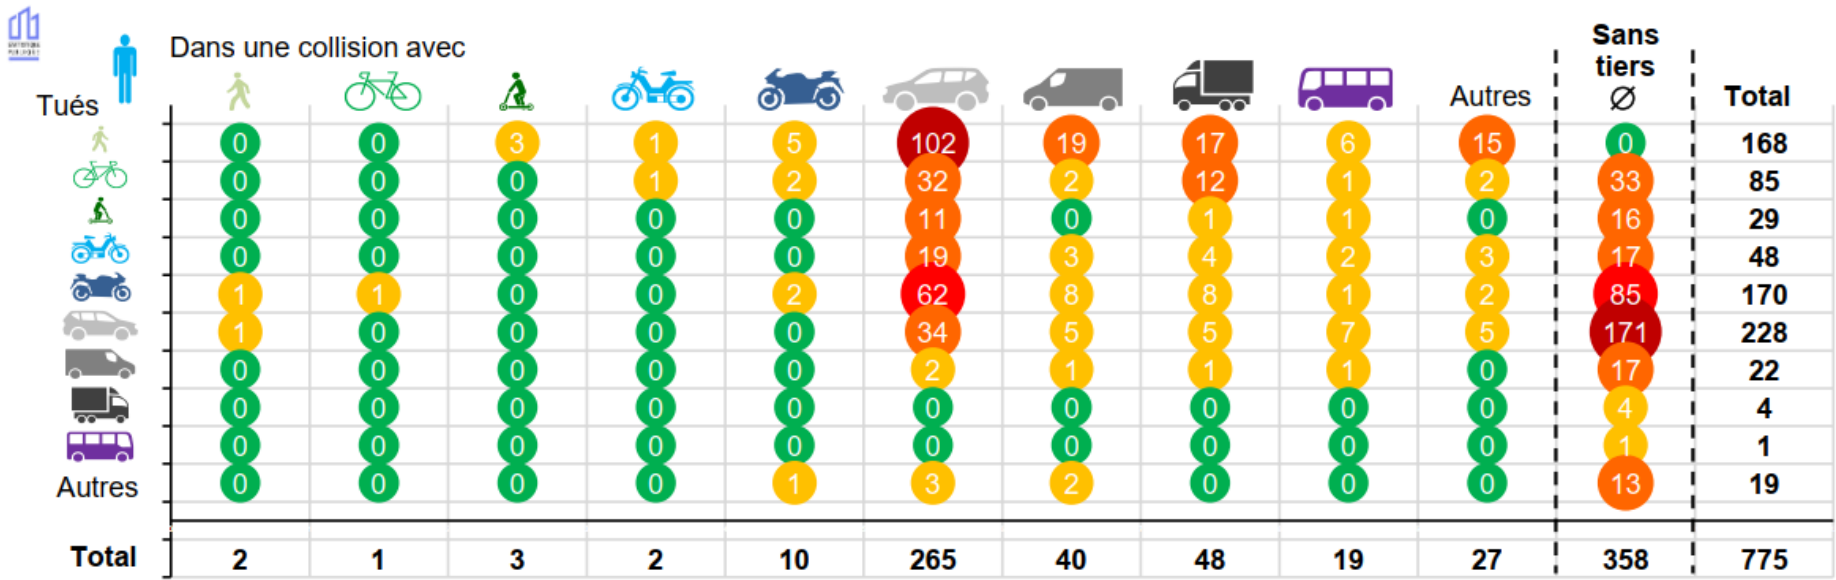 Dans une collision avec
Sans
tiers
Tués
Autres
Ø
Total
0 0 3 1 5 102 19 17 6 15 0 168
0 0 0 1 2 32 2 12 1 2 33 85
0 0 0 0 0 11 0 1 1 0 16 29
0 0 0 0 0 19 3 4 2 3 17 48
1 1 0 0 2 62 8 8 1 2 85 170
1 0 0 0 0 34 5 5 7 5 171 228
0 0 0 0 0 2 1 1 1 0 17 22
0 0 0 0 0 0 0 0 0 0 4 4
0 0 0 0 0 0 0 0 0 0 1 1
Autres 0 0 0 0 1 3 2 0 0 0 13 19
Total 2 1 3 2 10 265 40 48 19 27 358 775